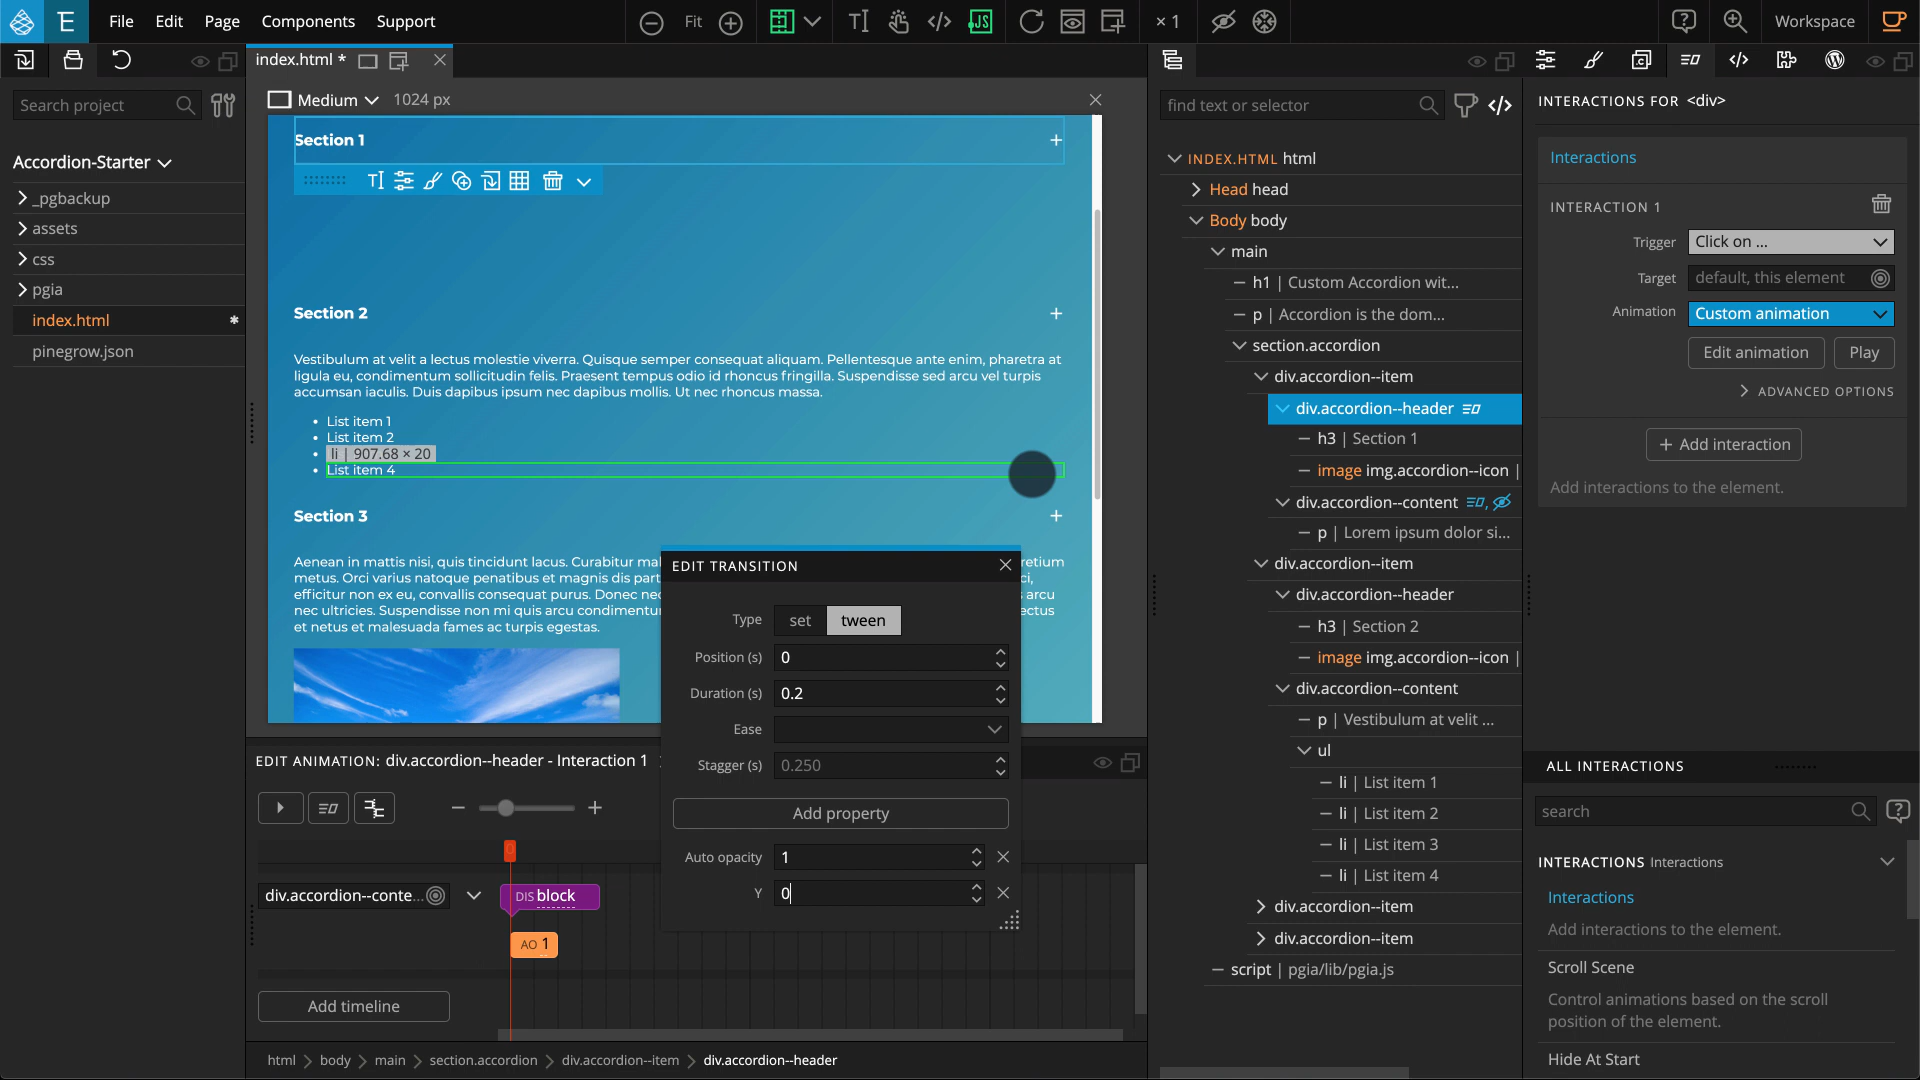 E File Edit Page Components Support Fit JS × 1 Workspace
index.html *
Search project
Accordion-Starter
_pgbackup
assets
css
pgia
index.html *
pinegrow.json
Medium 1024 px
Section 1 +
Section 2 +
Vestibulum at velit a lectus molestie viverra. Quisque semper consequat aliquam. Pellentesque ante enim, pharetra at
ligula eu, condimentum sollicitudin felis. Praesent tempus odio id rhoncus fringilla. Suspendisse sed arcu vel turpis
accumsan iaculis. Duis dapibus ipsum nec dapibus mollis. Ut nec rhoncus massa.
List item 1
List item 2
li | 907.68 × 20
List item 4
Section 3 +
Aenean in mattis nisi, quis tincidunt lacus. Curabitur mal
retium
metus. Orci varius natoque penatibus et magnis dis part
ci,
efficitur non ex eu, convallis consequat purus. Donec nec
arcu
nec ultricies. Suspendisse non mi quis arcu condimentu
ectus
et netus et malesuada fames ac turpis egestas.
EDIT TRANSITION
Type set tween
Position (s) 0
Duration (s) 0.2
Ease
Stagger (s) 0.250
Add property
Auto opacity 1
Y 0
EDIT ANIMATION: div.accordion--header - Interaction 1
0
div.accordion--conte... DIS block
AO 1
Add timeline
html body main section.accordion div.accordion--item div.accordion--header
find text or selector
INDEX.HTML html
Head head
Body body
main
h1 | Custom Accordion wit...
p | Accordion is the dom...
section.accordion
div.accordion--item
div.accordion--header
h3 | Section 1
image img.accordion--icon |
div.accordion--content
p | Lorem ipsum dolor si...
div.accordion--item
div.accordion--header
h3 | Section 2
image img.accordion--icon |
div.accordion--content
p | Vestibulum at velit ...
ul
li | List item 1
li | List item 2
li | List item 3
li | List item 4
div.accordion--item
div.accordion--item
script | pgia/lib/pgia.js
INTERACTIONS FOR <div>
Interactions
INTERACTION 1
Trigger Click on ...
Target default, this element
Animation Custom animation
Edit animation Play
ADVANCED OPTIONS
+ Add interaction
Add interactions to the element.
ALL INTERACTIONS
search
INTERACTIONS Interactions
Interactions
Add interactions to the element.
Scroll Scene
Control animations based on the scroll
position of the element.
Hide At Start